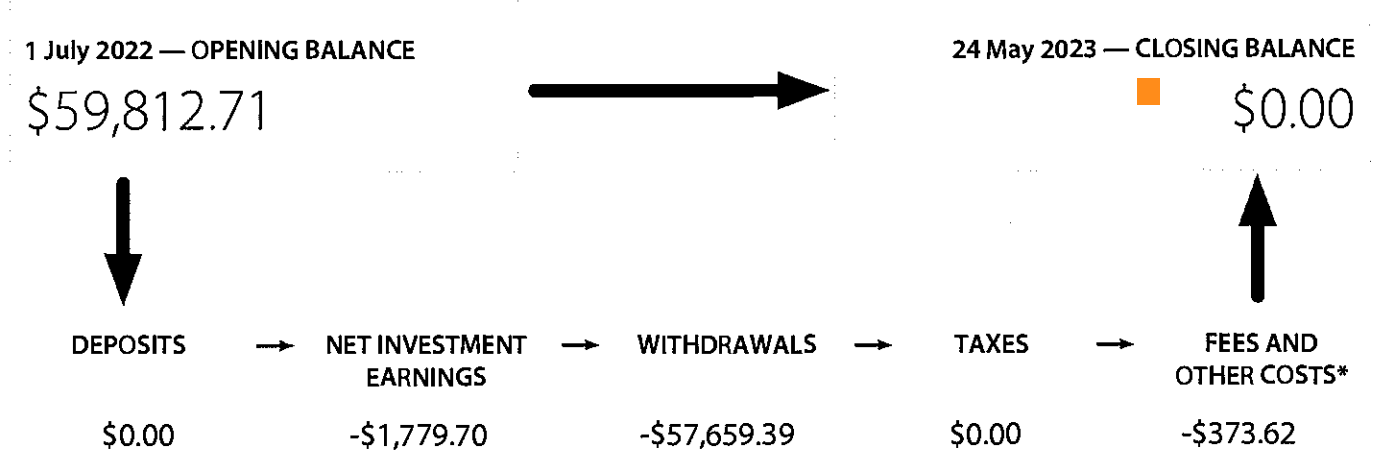 1 July 2022 — OPENING BALANCE
24 May 2023 — CLOSING BALANCE
$59,812.71
$0.00
DEPOSITS
NET INVESTMENT
EARNINGS
WITHDRAWALS
TAXES
FEES AND
OTHER COSTS*
$0.00
-$1,779.70
-$57,659.39
$0.00
-$373.62